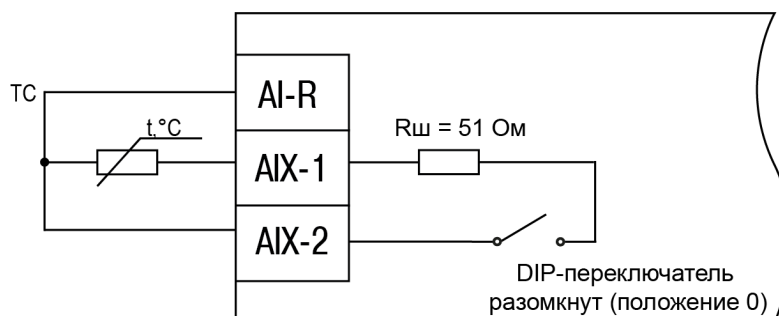 ТС
AI-R
t,°C
AIX-1
Rш = 51 Ом
AIX-2
DIP-переключатель
разомкнут (положение 0)